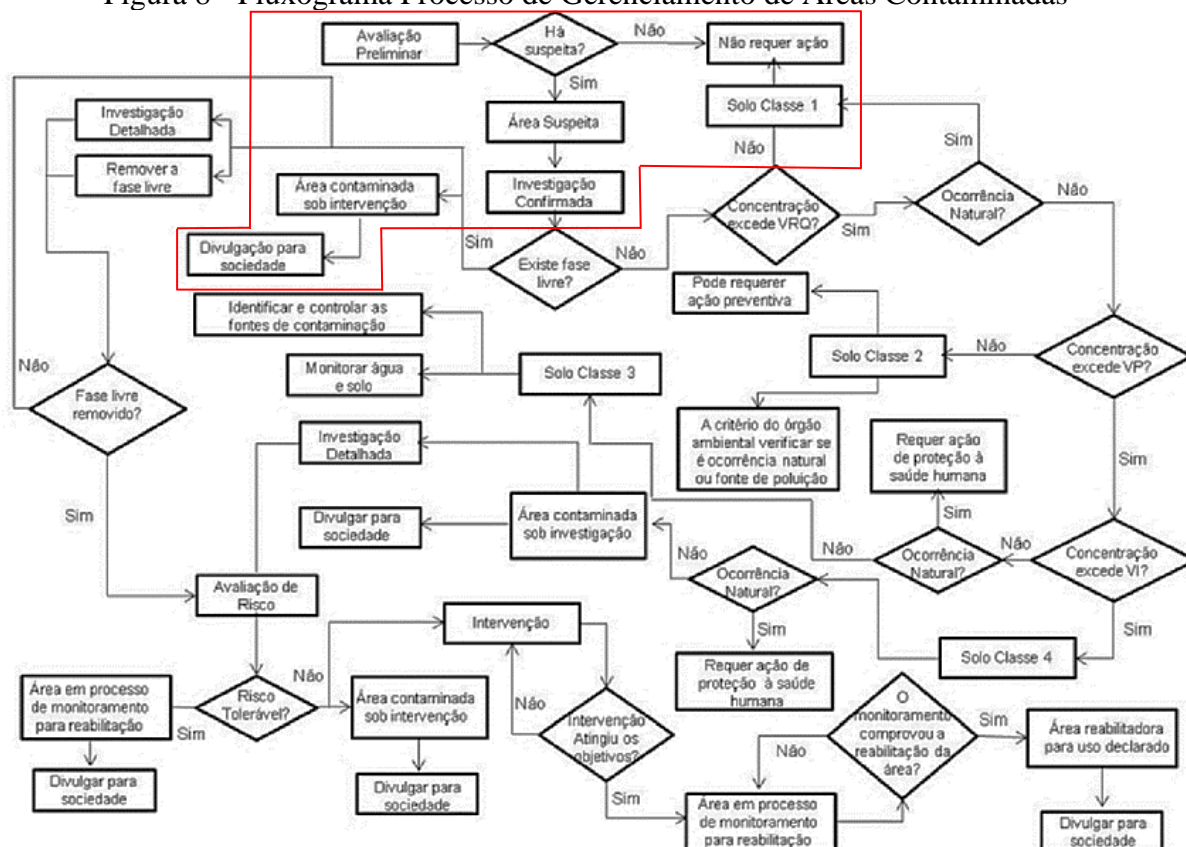 Figura 8 - Fluxograma Processo de Gerenciamento de Áreas Contaminadas
Avaliação
Preliminar
Há
suspeita?
Não
Não requer ação
Sim
Área Suspeita
Solo Classe 1
Investigação
Detalhada
Remover a
fase livre
Investigação
Confirmada
Não
Sim
Área contaminada
sob intervenção
Concentração
excede VRQ?
Ocorrência
Natural?
Não
Sim
Divulgação para
sociedade
Sim
Existe fase
livre?
Não
Pode requerer
ação preventiva
Identificar e controlar as
fontes de contaminação
Não
Monitorar água
e solo
Solo Classe 3
Solo Classe 2
Não
Concentração
excede VP?
Fase livre
removido?
Investigação
Detalhada
A critério do órgão
ambiental verificar se
é ocorrência natural
ou fonte de poluição
Requer ação
de proteção à
saúde humana
Sim
Sim
Divulgar para
sociedade
Área contaminada
sob investigação
Sim
Não
Não
Ocorrência
Natural?
Não
Concentração
excede VI?
Ocorrência
Natural?
Avaliação de
Risco
Intervenção
Sim
Sim
Solo Classe 4
Requer ação de
proteção à saúde
humana
Não
Área em processo
de monitoramento
para reabilitação
Sim
Risco
Tolerável?
Área contaminada
sob intervenção
Não
Intervenção
Atingiu os
objetivos?
O
monitoramento
comprovou a
reabilitação da
área?
Sim
Área reabilitadora
para uso declarado
Não
Divulgar para
sociedade
Divulgar para
sociedade
Sim
Área em processo
de monitoramento
para reabilitação
Divulgar para
sociedade